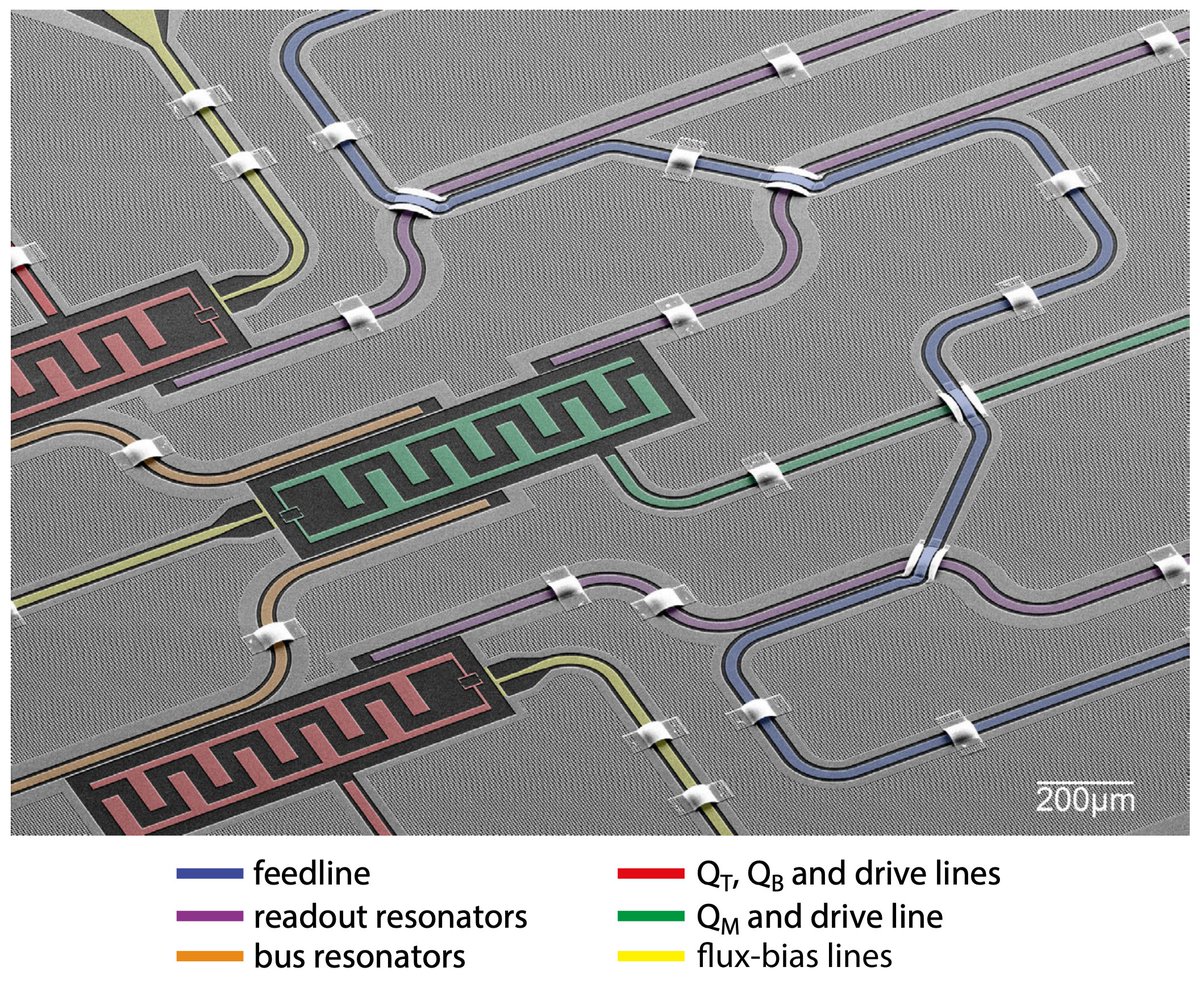 200μm
feedline
readout resonators
bus resonators
Q_T, Q_B and drive lines
Q_M and drive line
flux-bias lines